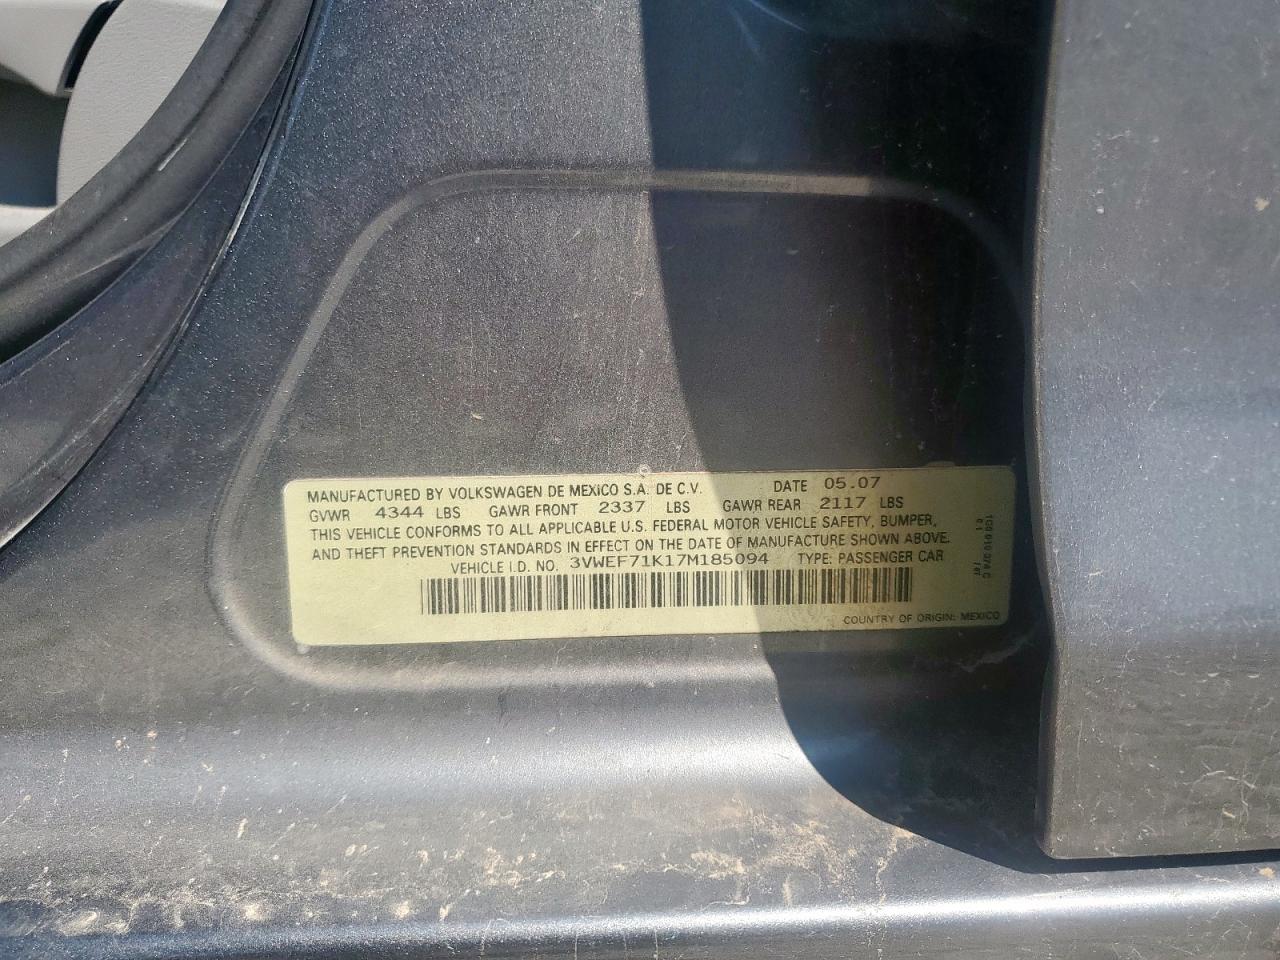 MANUFACTURED BY VOLKSWAGEN DE MEXICO S.A. DE C.V. DATE 05.07
GVWR 4344 LBS GAWR FRONT 2337 LBS GAWR REAR 2117 LBS
THIS VEHICLE CONFORMS TO ALL APPLICABLE U.S. FEDERAL MOTOR VEHICLE SAFETY, BUMPER,
AND THEFT PREVENTION STANDARDS IN EFFECT ON THE DATE OF MANUFACTURE SHOWN ABOVE.
VEHICLE I.D. NO. 3VWEF71K17M185094 TYPE: PASSENGER CAR
COUNTRY OF ORIGIN: MEXICO